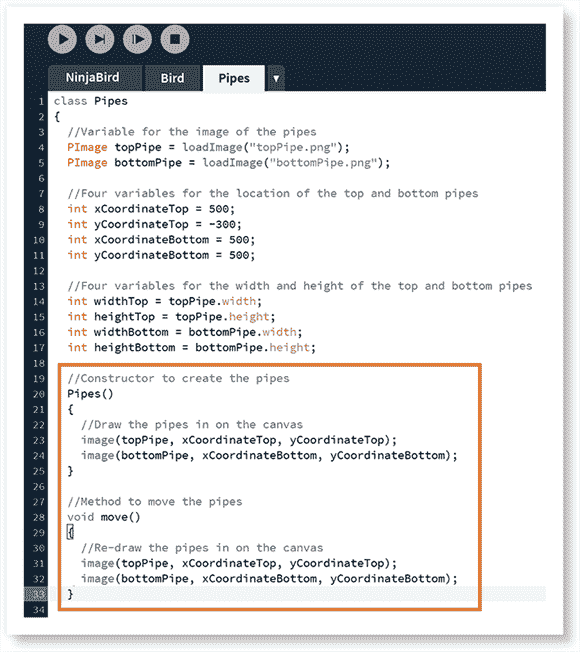 NinjaBird Bird Pipes ▼
1 class Pipes
2 {
3 //Variable for the image of the pipes
4 PImage topPipe = loadImage("topPipe.png");
5 PImage bottomPipe = loadImage("bottomPipe.png");
6
7 //Four variables for the location of the top and bottom pipes
8 int xCoordinateTop = 500;
9 int yCoordinateTop = -300;
10 int xCoordinateBottom = 500;
11 int yCoordinateBottom = 500;
12
13 //Four variables for the width and height of the top and bottom pipes
14 int widthTop = topPipe.width;
15 int heightTop = topPipe.height;
16 int widthBottom = bottomPipe.width;
17 int heightBottom = bottomPipe.height;
18
19 //Constructor to create the pipes
20 Pipes()
21 {
22 //Draw the pipes in on the canvas
23 image(topPipe, xCoordinateTop, yCoordinateTop);
24 image(bottomPipe, xCoordinateBottom, yCoordinateBottom);
25 }
26
27 //Method to move the pipes
28 void move()
29 {
30 //Re-draw the pipes in on the canvas
31 image(topPipe, xCoordinateTop, yCoordinateTop);
32 image(bottomPipe, xCoordinateBottom, yCoordinateBottom);
33 }
34